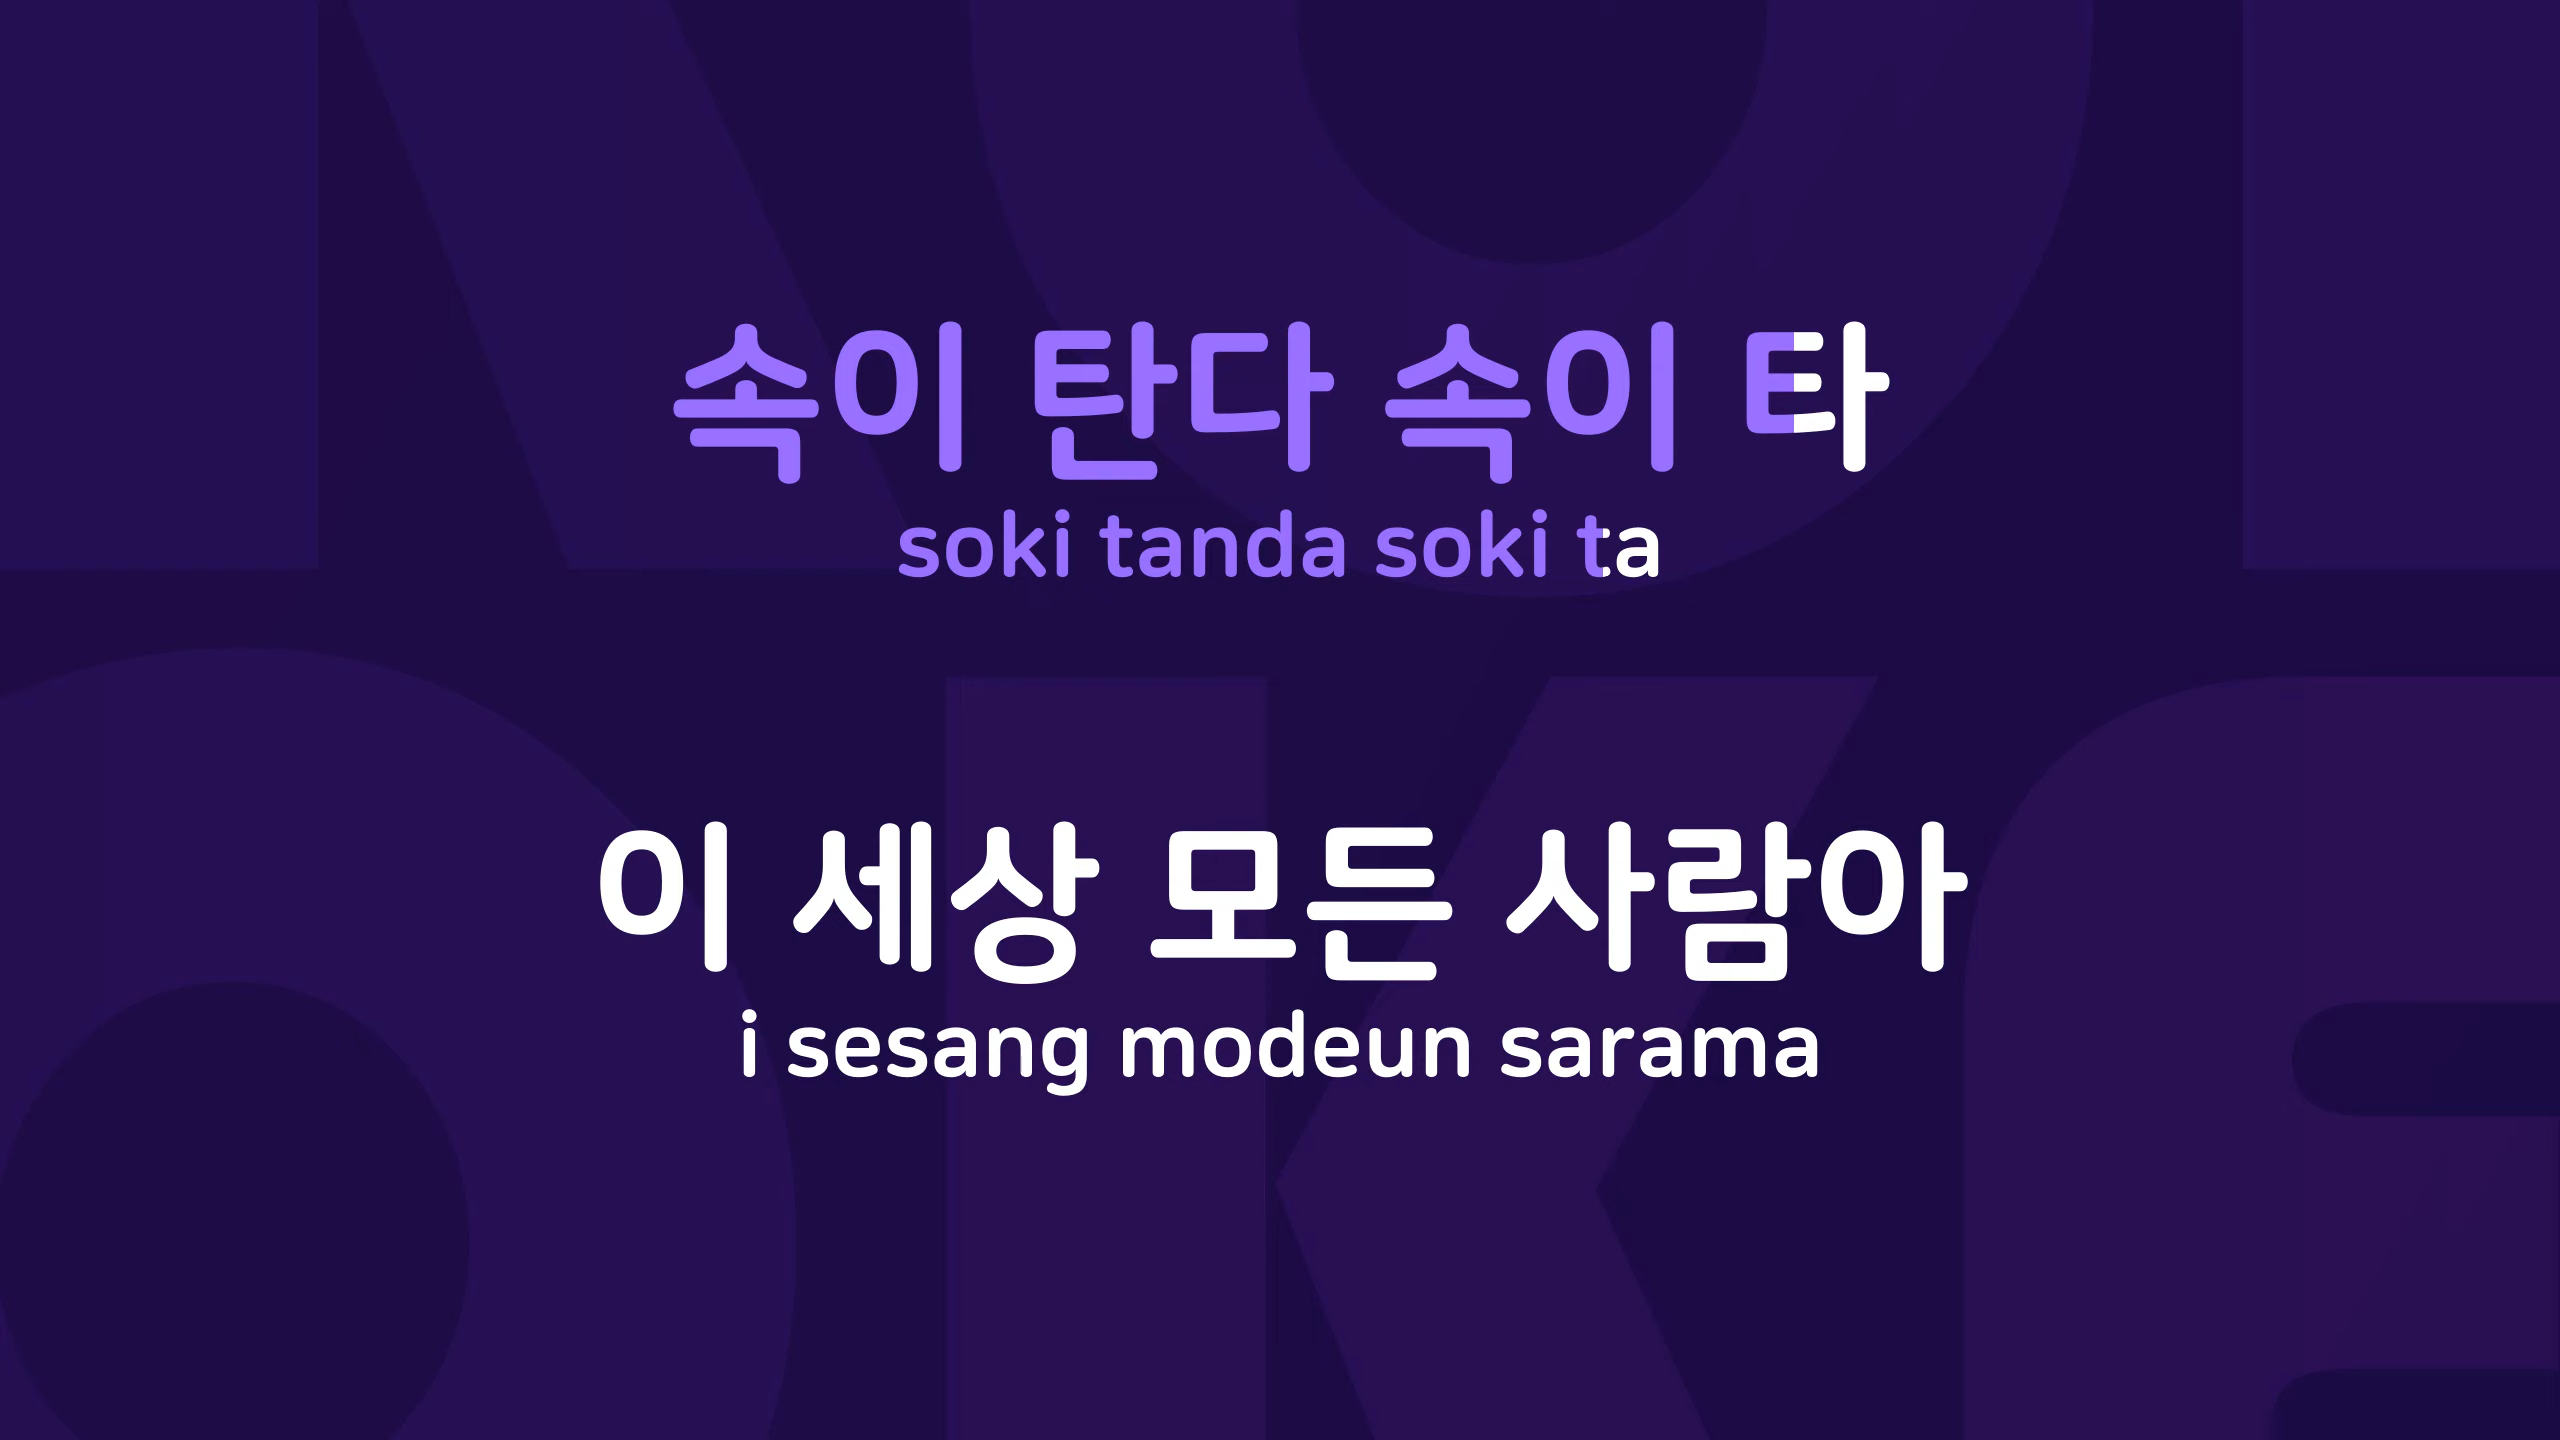 속이 탄다 속이 타
soki tanda soki ta
이 세상 모든 사람아
i sesang modeun sarama